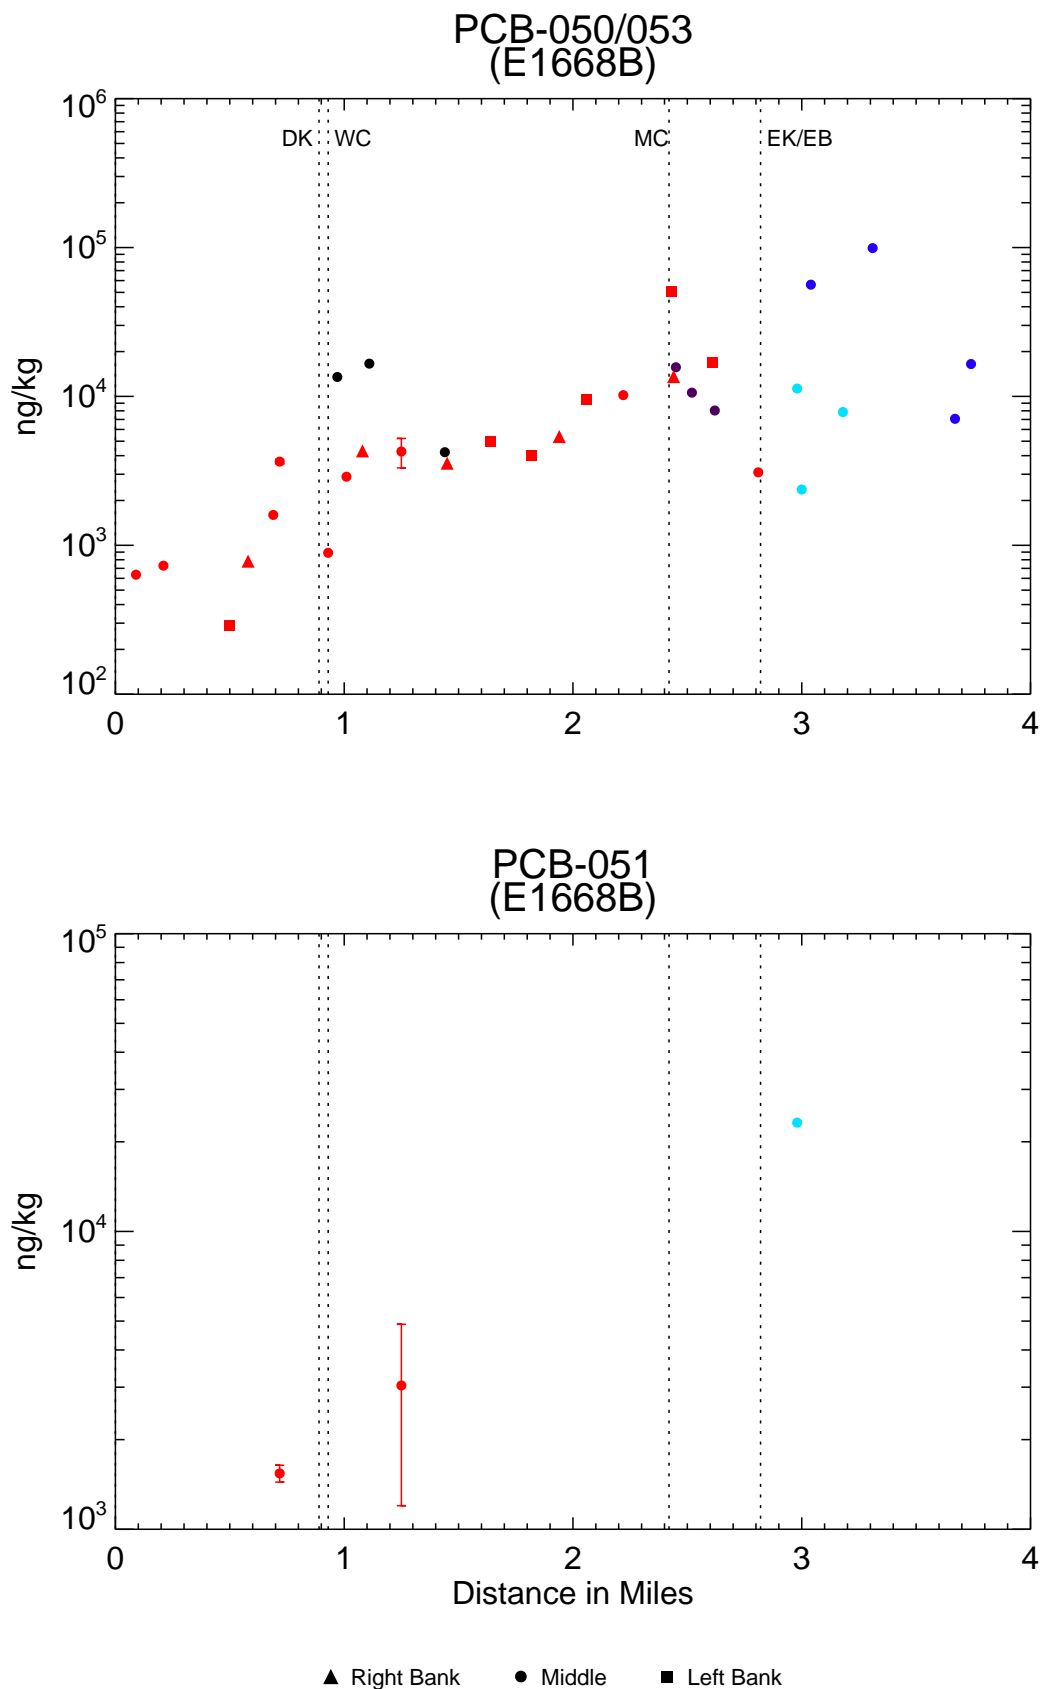 PCB-050/053
(E1668B)
10^6
DK WC MC EK/EB
10^5
ng/kg
10^4
10^3
10^2
0 1 2 3 4
PCB-051
(E1668B)
10^5
ng/kg
10^4
10^3
0 1 2 3 4
Distance in Miles
▲ Right Bank ● Middle ■ Left Bank